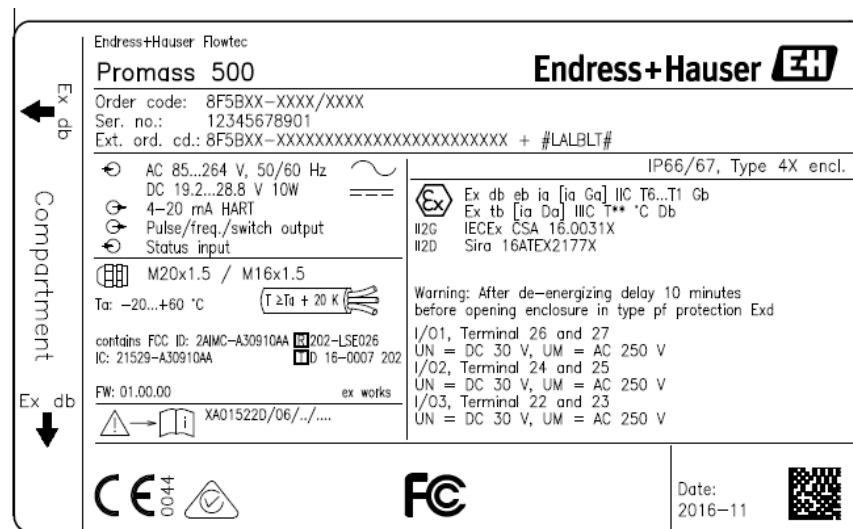 Endress+Hauser Flowtec
Promass 500
Endress+Hauser EH
Order code: 8F5BXX-XXXX/XXXX
Ser. no.: 12345678901
Ext. ord. cd.: 8F5BXX-XXXXXXXXXXXXXXXXXXXXXXXXXX + #LALBLT#
Ex db
Compartment
Ex db
AC 85...264 V, 50/60 Hz
DC 19.2...28.8 V 10W
4-20 mA HART
Pulse/freq./switch output
Status input
M20x1.5 / M16x1.5
Ta: -20...+60 °C
T ≥Ta + 20 K
contains FCC ID: 2AIMC-A30910AA R 202-LSE026
IC: 21529-A30910AA T D 16-0007 202
FW: 01.00.00 ex works
i XA01522D/06/../....
IP66/67, Type 4X encl.
Ex
Ex db eb ia [ia Ga] IIC T6...T1 Gb
Ex tb [ia Da] IIIC T** °C Db
II2G IECEx CSA 16.0031X
II2D Sira 16ATEX2177X
Warning: After de-energizing delay 10 minutes
before opening enclosure in type pf protection Exd
I/O1, Terminal 26 and 27
UN = DC 30 V, UM = AC 250 V
I/O2, Terminal 24 and 25
UN = DC 30 V, UM = AC 250 V
I/O3, Terminal 22 and 23
UN = DC 30 V, UM = AC 250 V
CE 0044
FC
Date:
2016-11